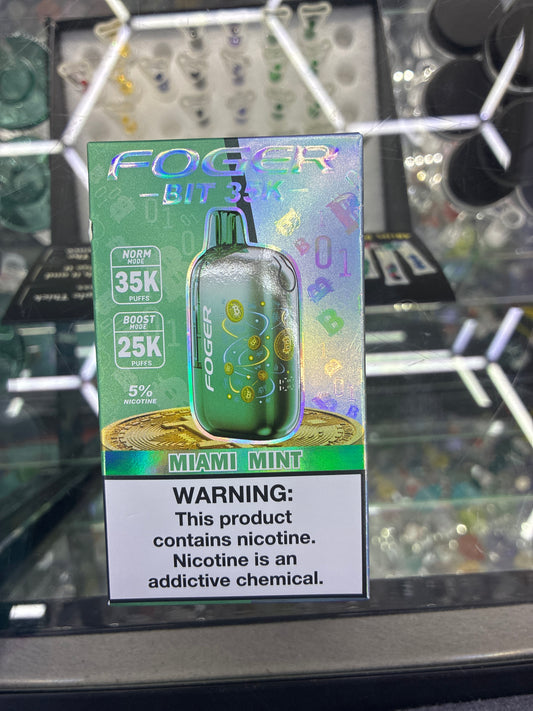 FOGER
BIT 35K
NORM
MODE
35K
PUFFS
BOOST
MODE
25K
PUFFS
5%
NICOTINE
FOGER
01
MIAMI MINT
WARNING:
This product
contains nicotine.
Nicotine is an
addictive chemical.